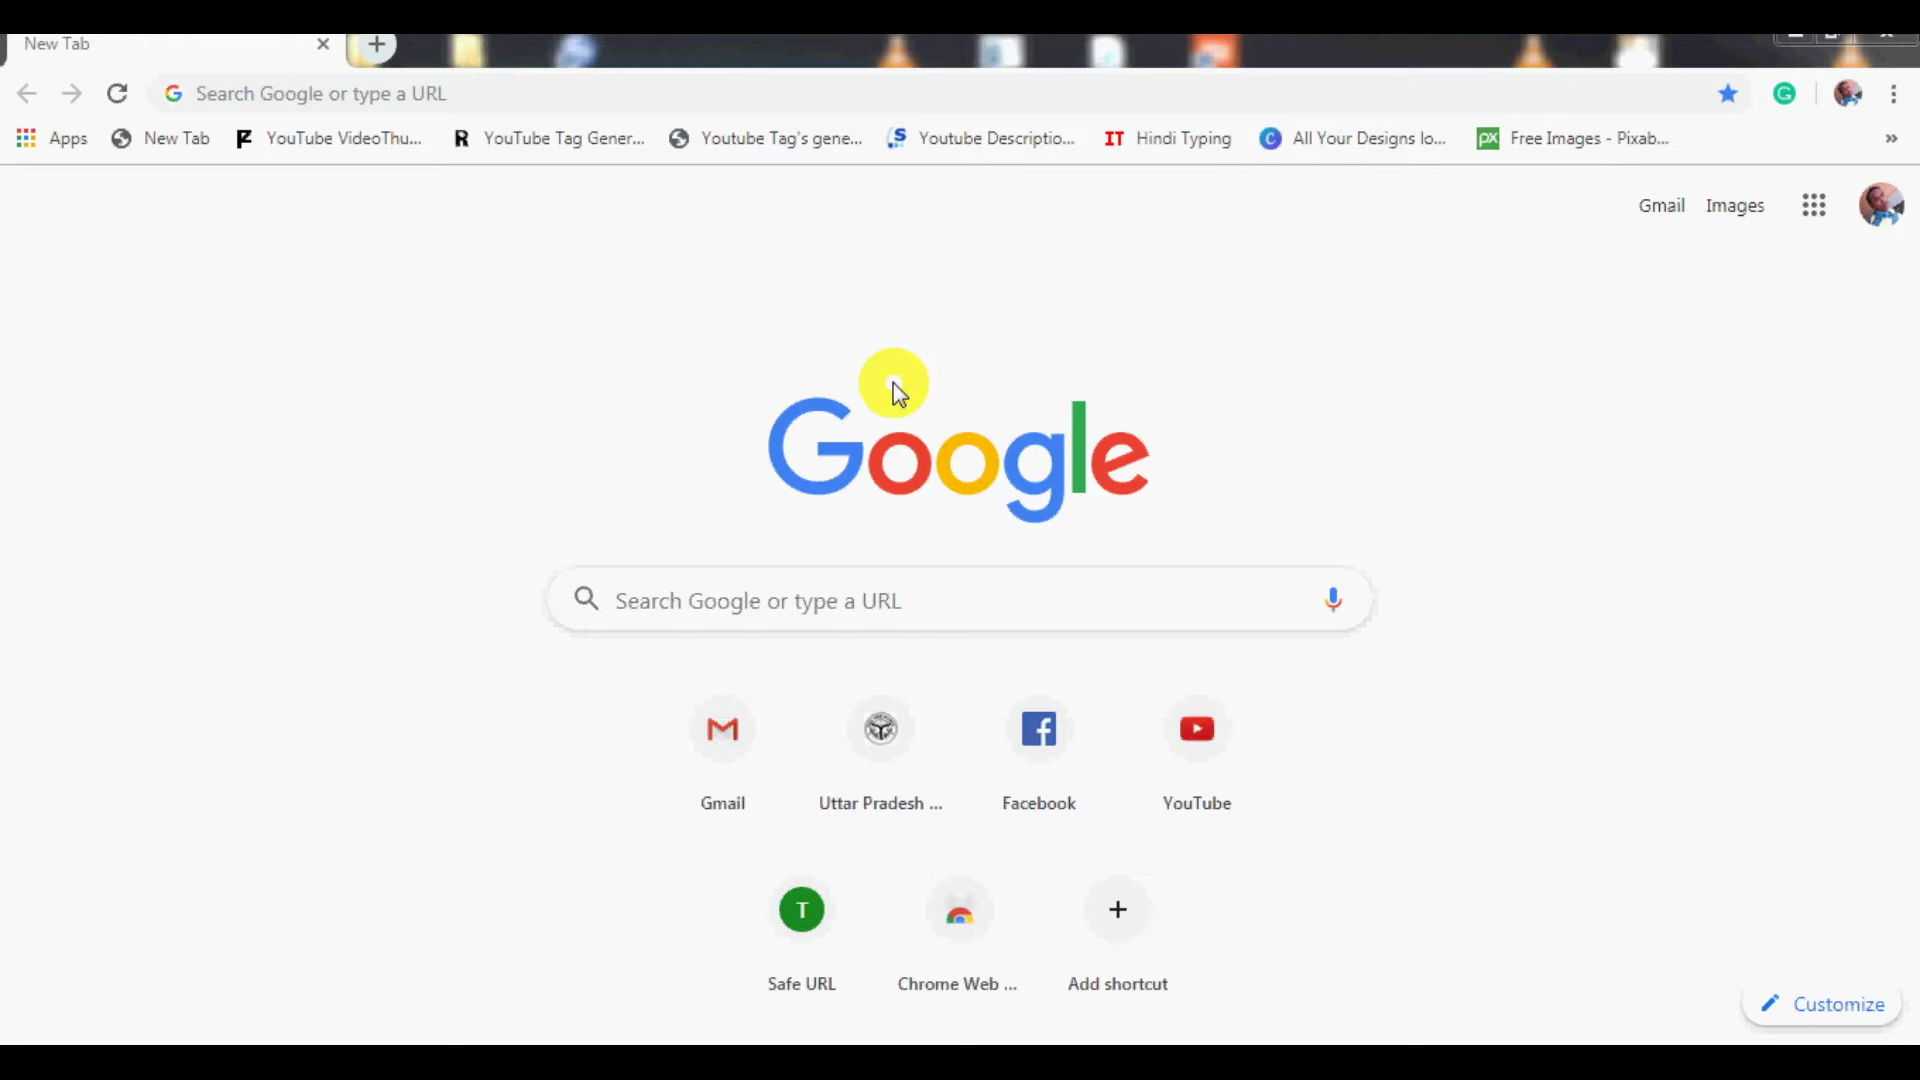 New Tab
Search Google or type a URL
Apps New Tab YouTube VideoThu... YouTube Tag Gener... Youtube Tag's gene... Youtube Descriptio... IT Hindi Typing All Your Designs lo... px Free Images - Pixab...
Gmail Images
Google
Search Google or type a URL
Gmail Uttar Pradesh ... Facebook YouTube
T
Safe URL Chrome Web ... Add shortcut
Customize